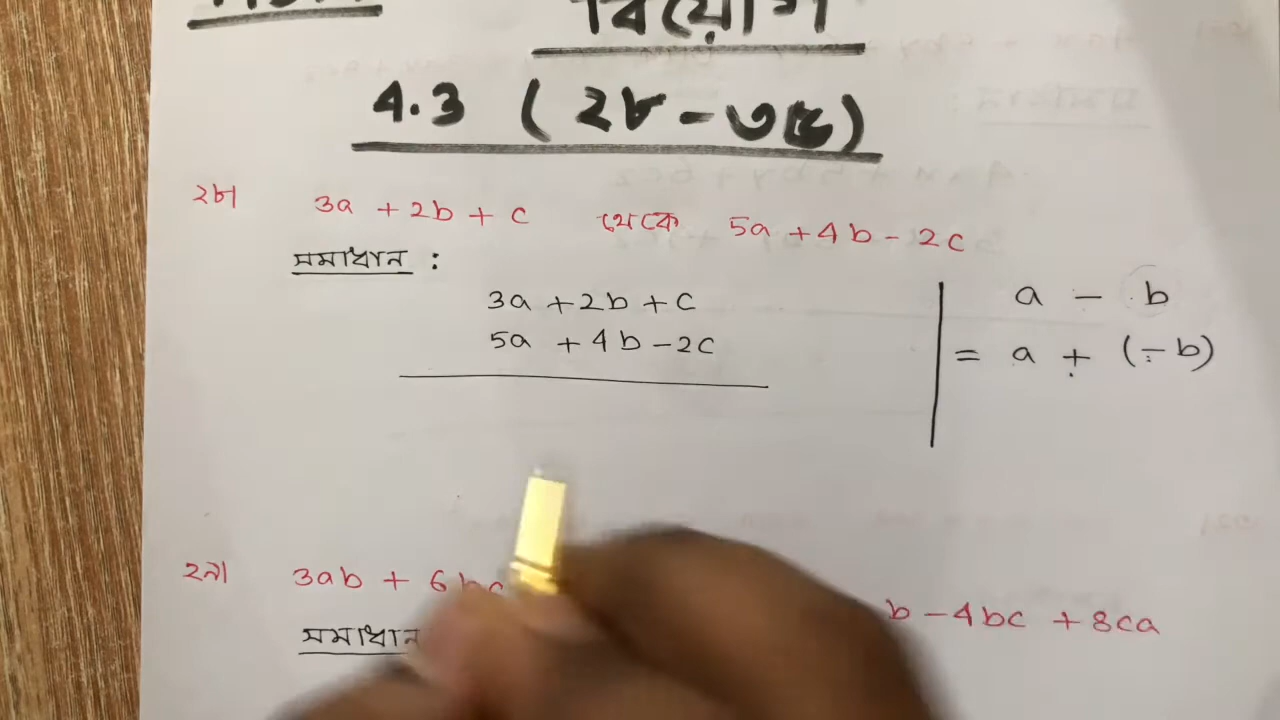 বিয়োগ
4.3 (২৮-৩৪)
২৮। 3a + 2b + c থেকে 5a + 4b - 2c
সমাধান :
3a + 2b + c
5a + 4b - 2c
a - b
= a + (-b)
২৯। 3ab + 6bc b - 4bc + 8ca
সমাধান